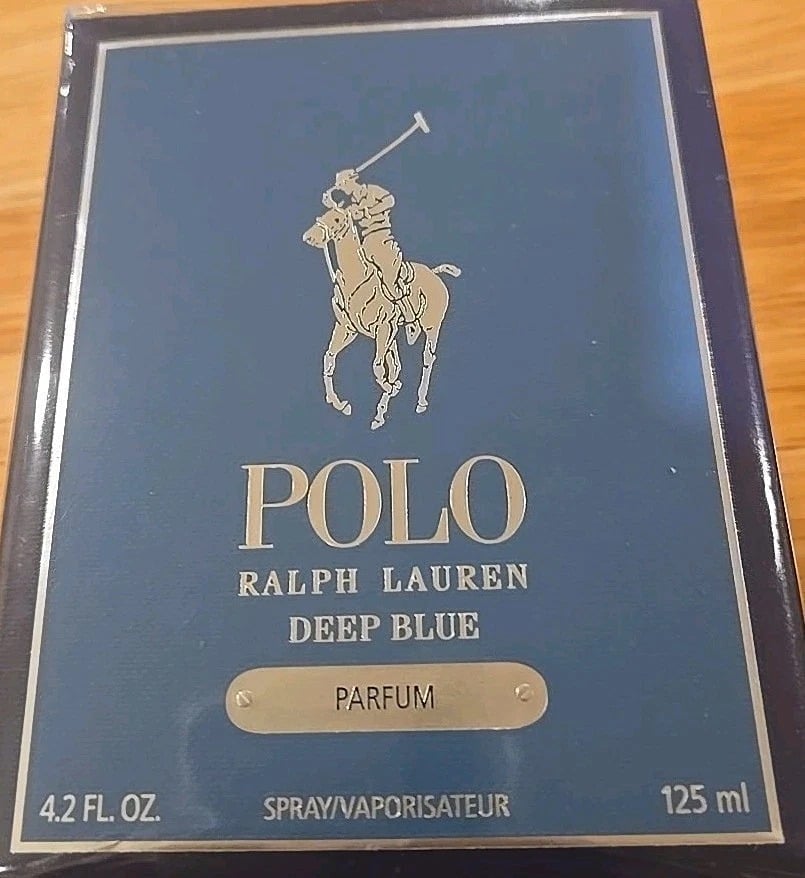 POLO
RALPH LAUREN
DEEP BLUE
PARFUM
4.2 FL. OZ. SPRAY/VAPORISATEUR 125 ml